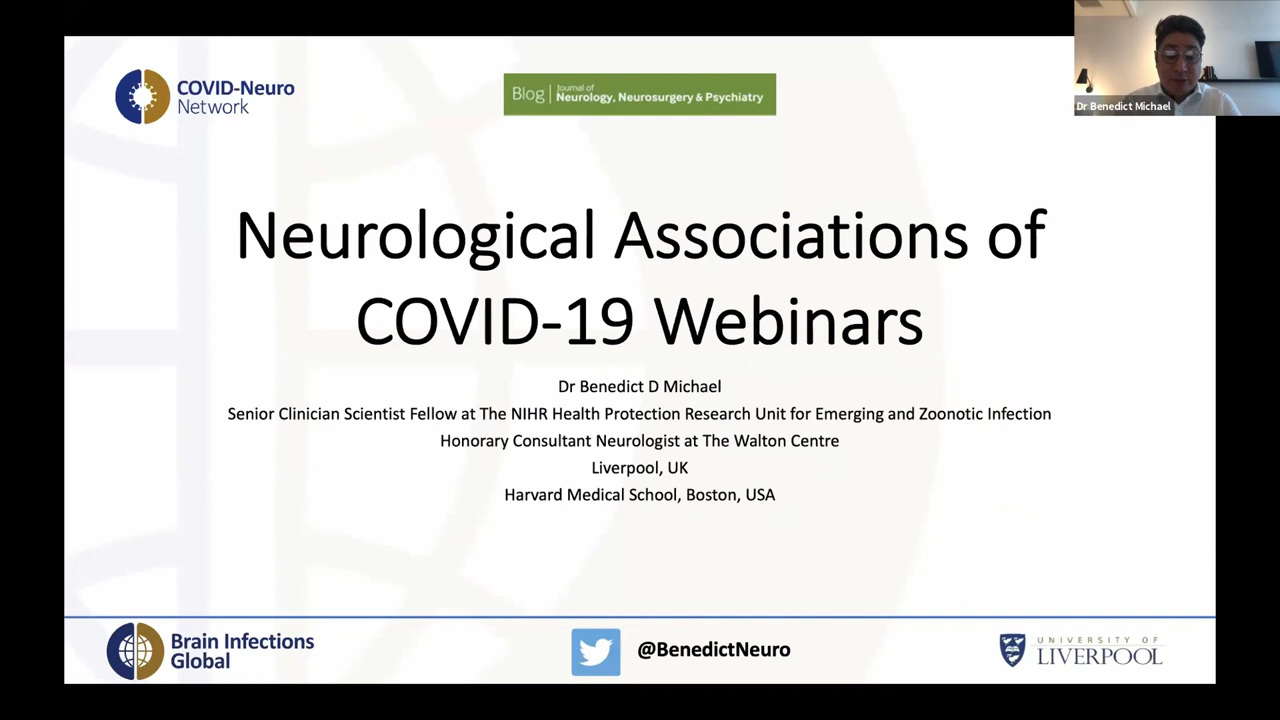 COVID-Neuro
Network
Blog
Journal of
Neurology, Neurosurgery & Psychiatry
Dr Benedict Michael
Neurological Associations of
COVID-19 Webinars
Dr Benedict D Michael
Senior Clinician Scientist Fellow at The NIHR Health Protection Research Unit for Emerging and Zoonotic Infection
Honorary Consultant Neurologist at The Walton Centre
Liverpool, UK
Harvard Medical School, Boston, USA
Brain Infections
Global
@BenedictNeuro
UNIVERSITY OF
LIVERPOOL